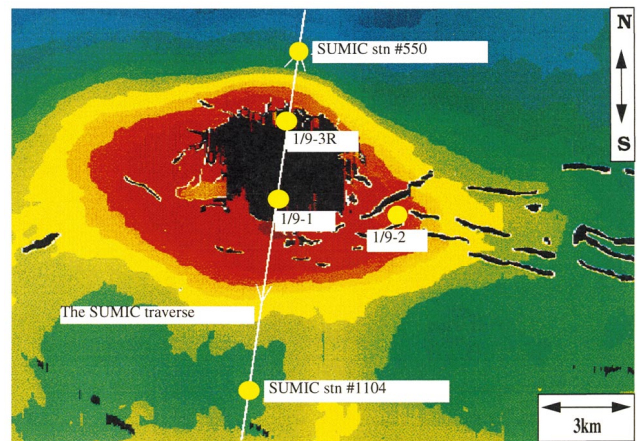 N
SUMIC stn #550
S
1/9-3R
1/9-1
1/9-2
The SUMIC traverse
SUMIC stn #1104
3km